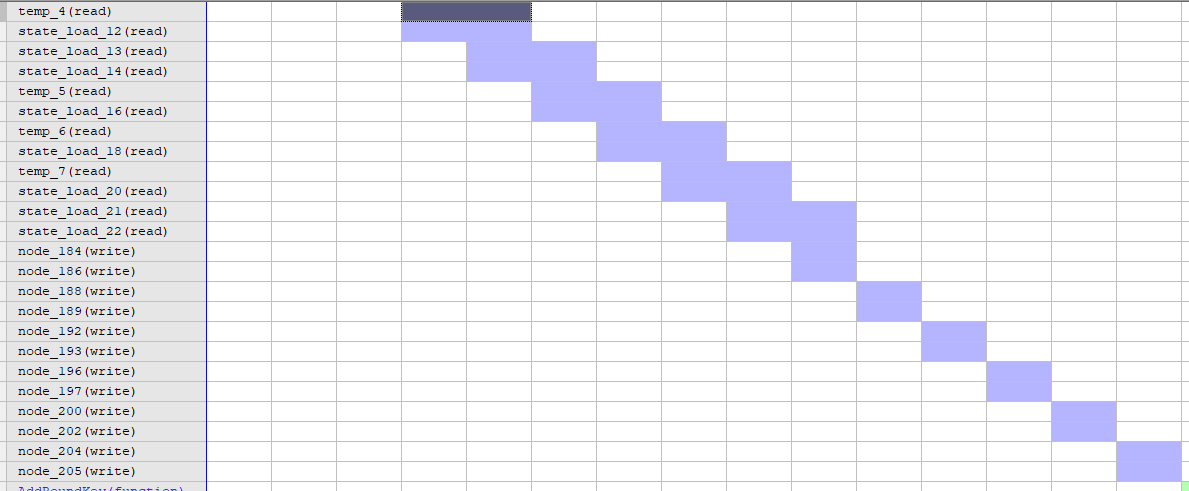 temp_4(read)
state_load_12(read)
state_load_13(read)
state_load_14(read)
temp_5(read)
state_load_16(read)
temp_6(read)
state_load_18(read)
temp_7(read)
state_load_20(read)
state_load_21(read)
state_load_22(read)
node_184(write)
node_186(write)
node_188(write)
node_189(write)
node_192(write)
node_193(write)
node_196(write)
node_197(write)
node_200(write)
node_202(write)
node_204(write)
node_205(write)
AddRoundKey(function)